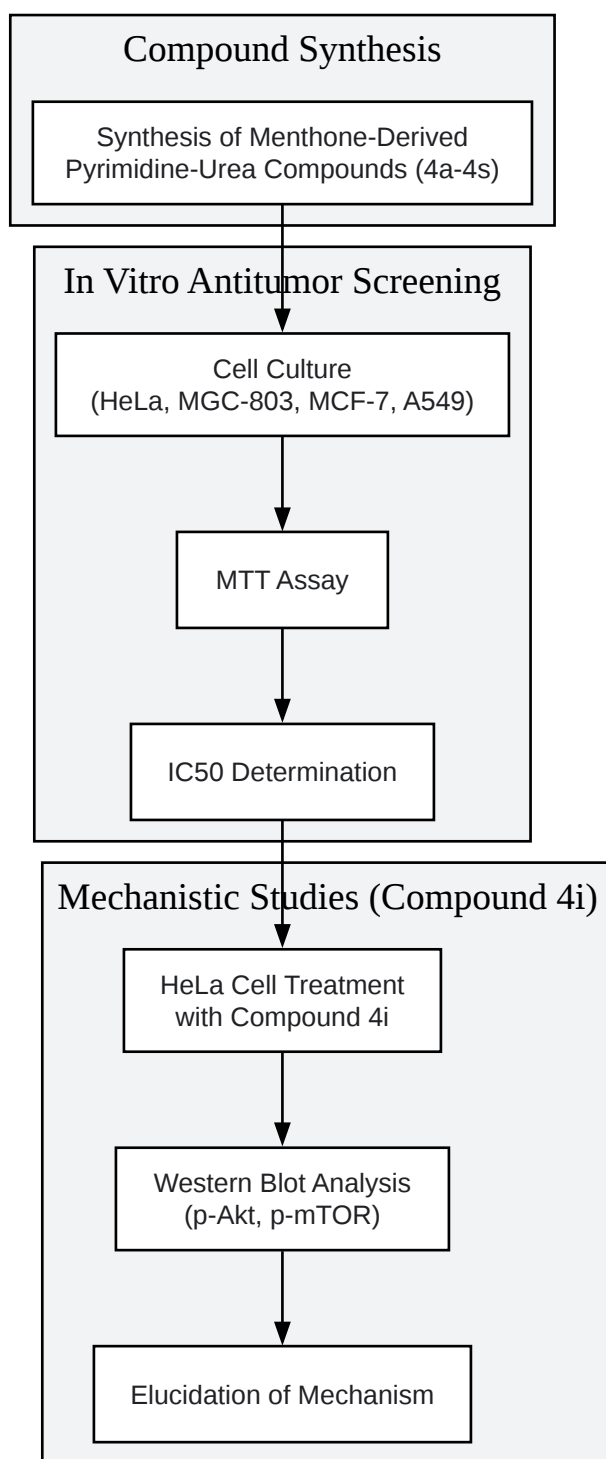 Compound Synthesis
Synthesis of Menthone-Derived
Pyrimidine-Urea Compounds (4a-4s)
In Vitro Antitumor Screening
Cell Culture
(HeLa, MGC-803, MCF-7, A549)
MTT Assay
IC50 Determination
Mechanistic Studies (Compound 4i)
HeLa Cell Treatment
with Compound 4i
Western Blot Analysis
(p-Akt, p-mTOR)
Elucidation of Mechanism